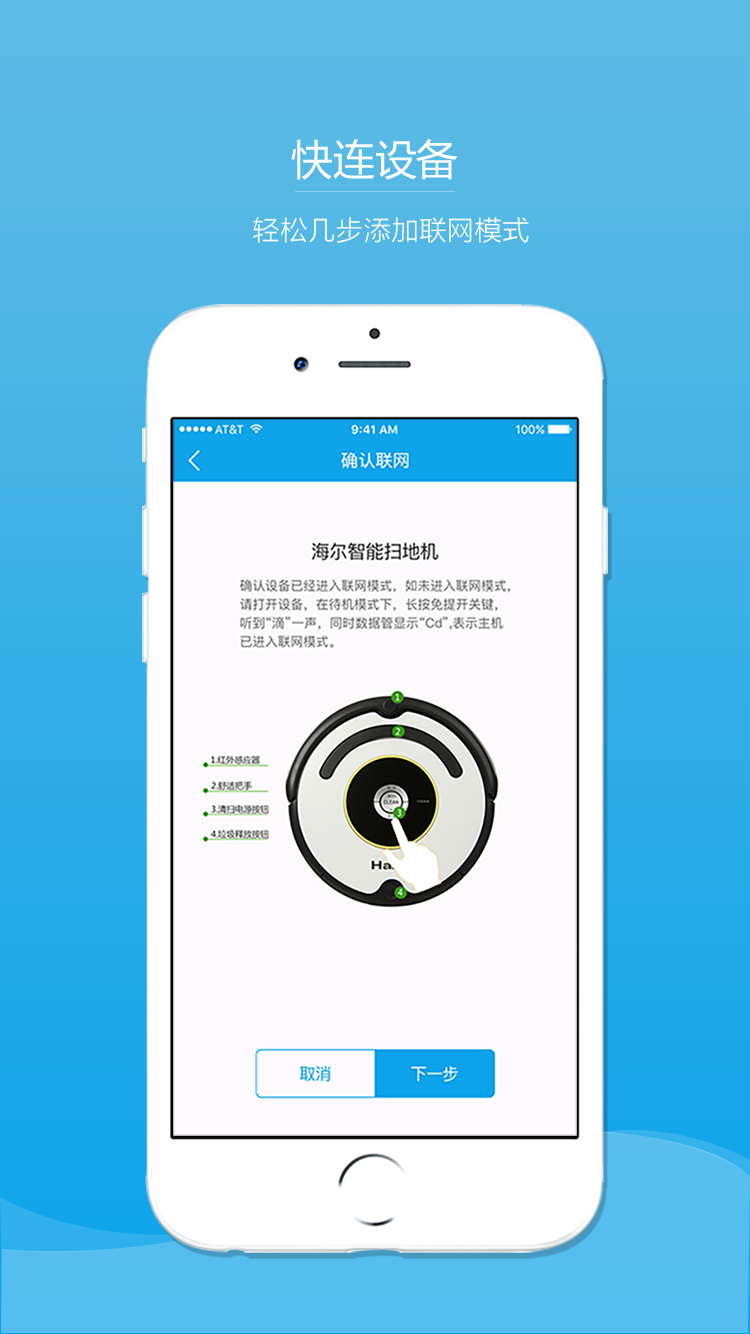 快连设备
轻松几步添加联网模式
AT&T
9:41 AM
100%
确认联网
海尔智能扫地机
确认设备已经进入联网模式，如未进入联网模式，
请打开设备，在待机模式下，长按免提开关键，
听到“滴”一声，同时数据管显示“Cd”,表示主机
已进入联网模式。
1
2
1.红外感应器
2.舒适把手
3.清扫电源按钮
4.垃圾释放按钮
CLEAN
3
Ha
4
取消
下一步